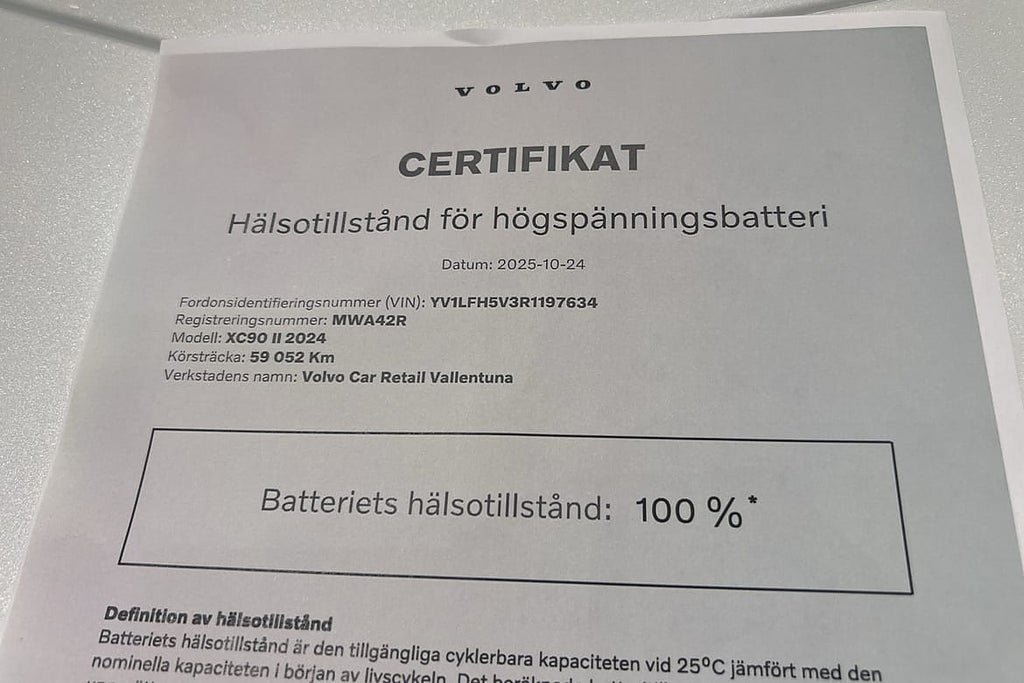 VOLVO
CERTIFIKAT
Hälsotillstånd för högspänningsbatteri
Datum: 2025-10-24
Fordonsidentifieringsnummer (VIN): YV1LFH5V3R1197634
Registreringsnummer: MWA42R
Modell: XC90 II 2024
Körsträcka: 59 052 Km
Verkstadens namn: Volvo Car Retail Vallentuna
Batteriets hälsotillstånd: 100 %*
Definition av hälsotillstånd
Batteriets hälsotillstånd är den tillgängliga cyklerbara kapaciteten vid 25ºC jämfört med den
nominella kapaciteten i början av livscykeln. Det